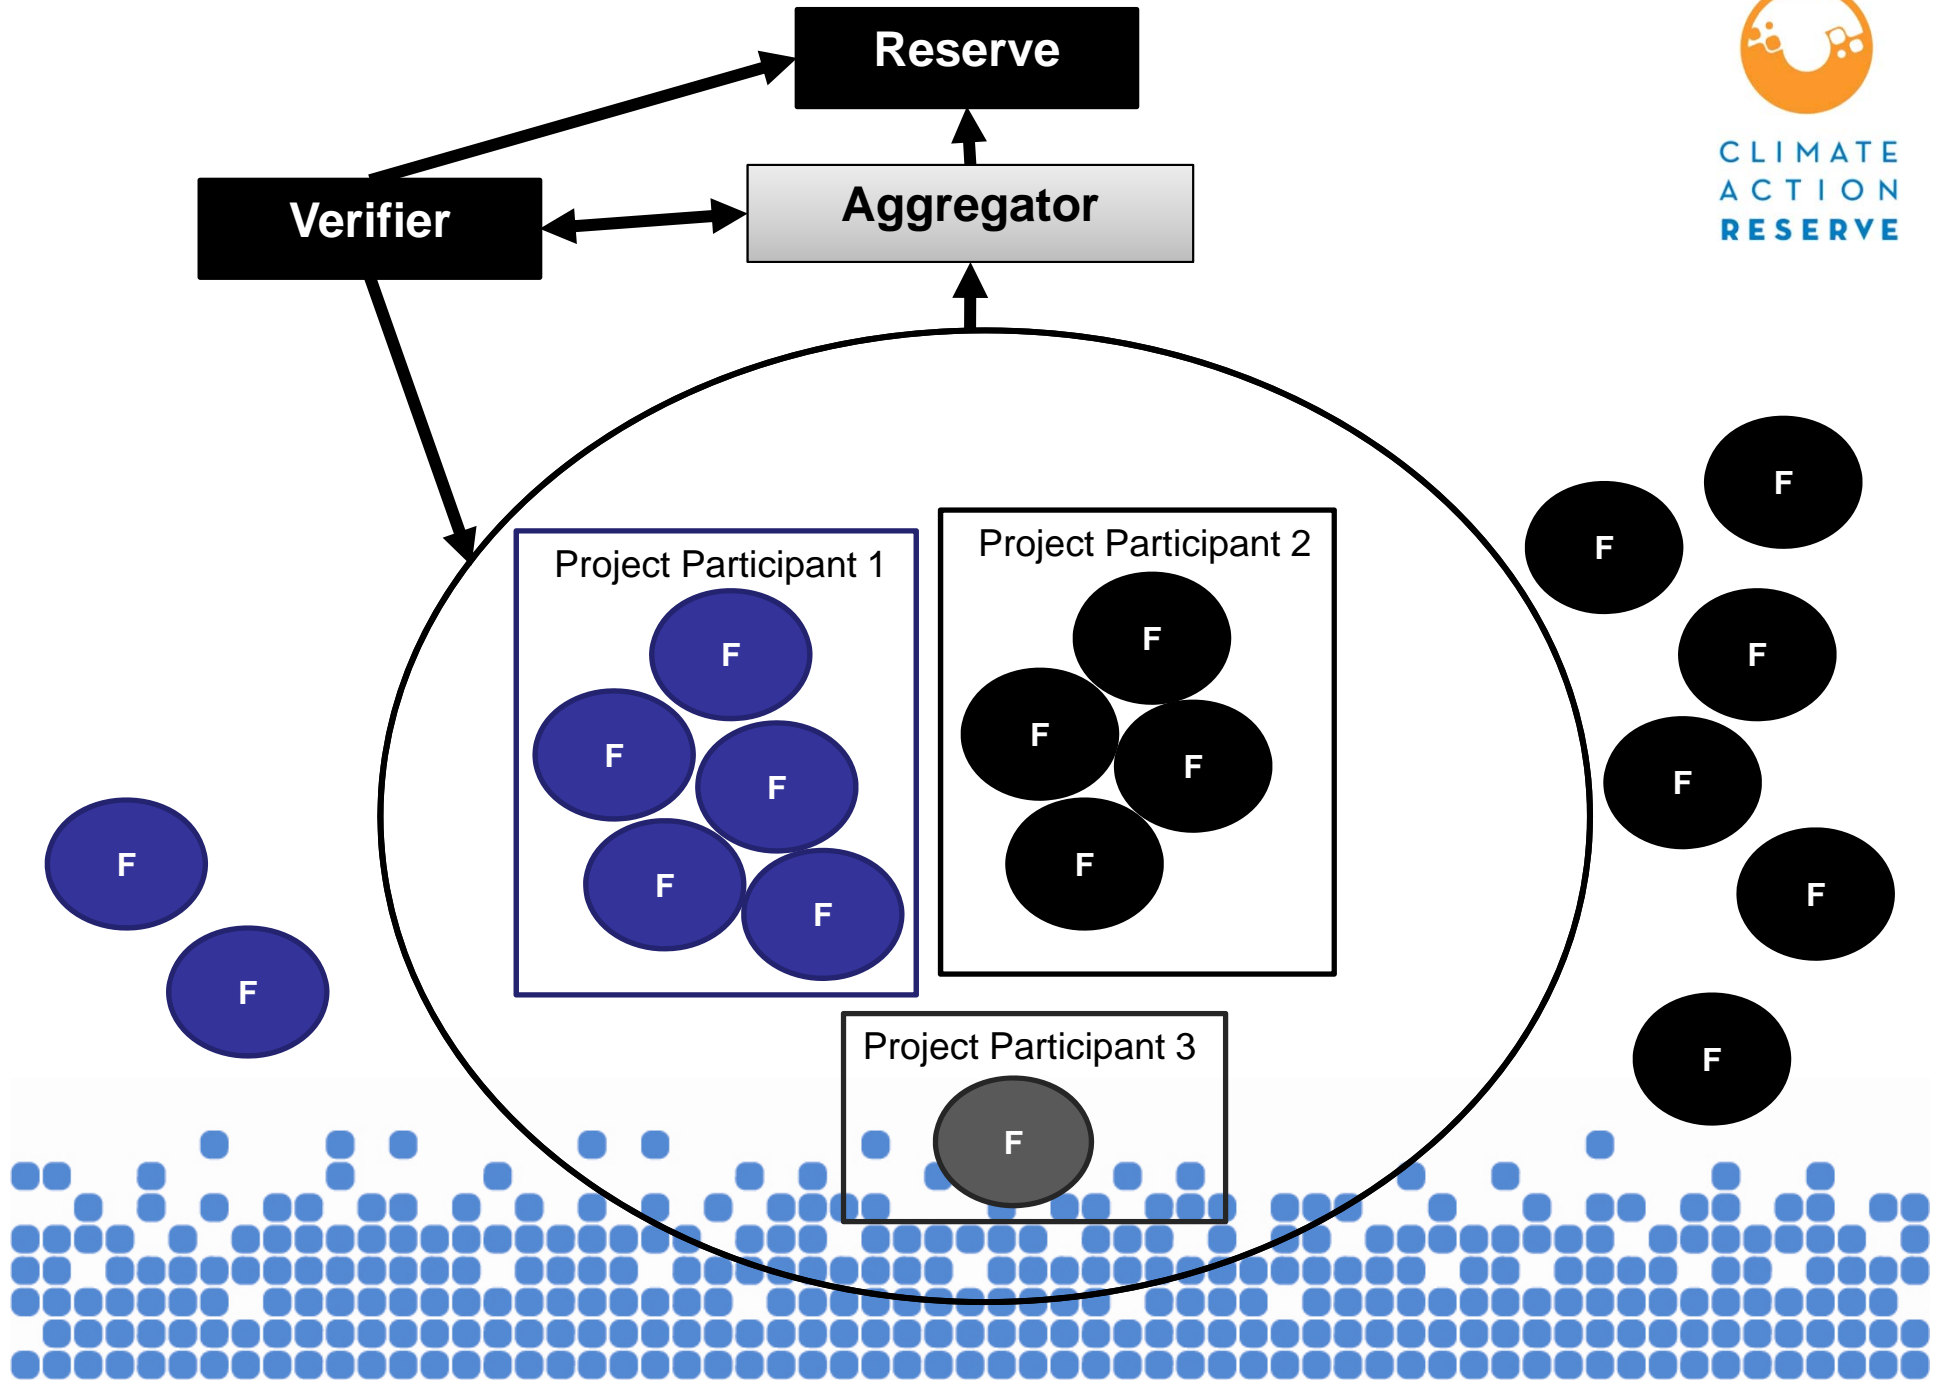 Reserve
CLIMATE
ACTION
RESERVE
Verifier
Aggregator
Project Participant 1
F
F
F
F
F
Project Participant 2
F
F
F
F
Project Participant 3
F
F
F
F
F
F
F
F
F